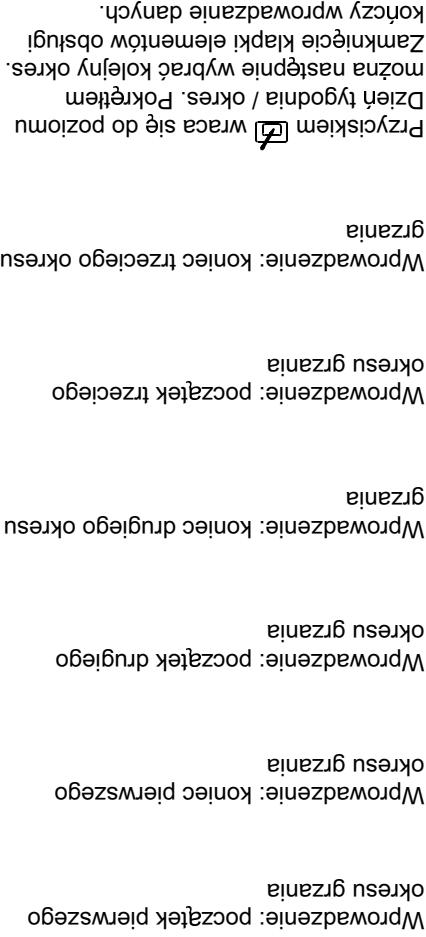 Wprowadzenie: początek pierwszego
okresu grzania
Wprowadzenie: koniec pierwszego
okresu grzania
Wprowadzenie: początek drugiego
okresu grzania
Wprowadzenie: koniec drugiego okresu
grzania
Wprowadzenie: początek trzeciego
okresu grzania
Wprowadzenie: koniec trzeciego okresu
grzania
Przyciskiem wraca się do poziomu
Dzień tygodnia / okres. Pokrętłem
można następnie wybrać kolejny okres.
Zamknięcie klapki elementów obsługi
kończy wprowadzanie danych.